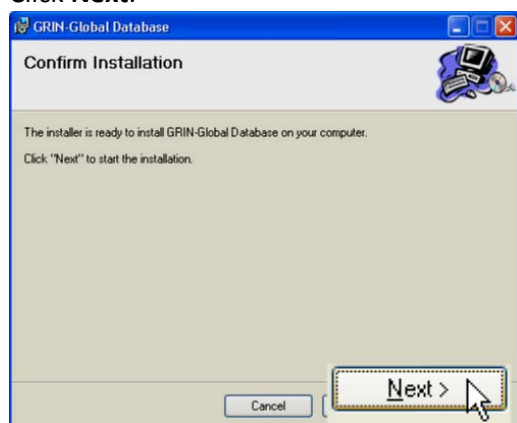 Click Next.
GRIN-Global Database
Confirm Installation
The installer is ready to install GRIN-Global Database on your computer.
Click "Next" to start the installation.
Cancel
Next >